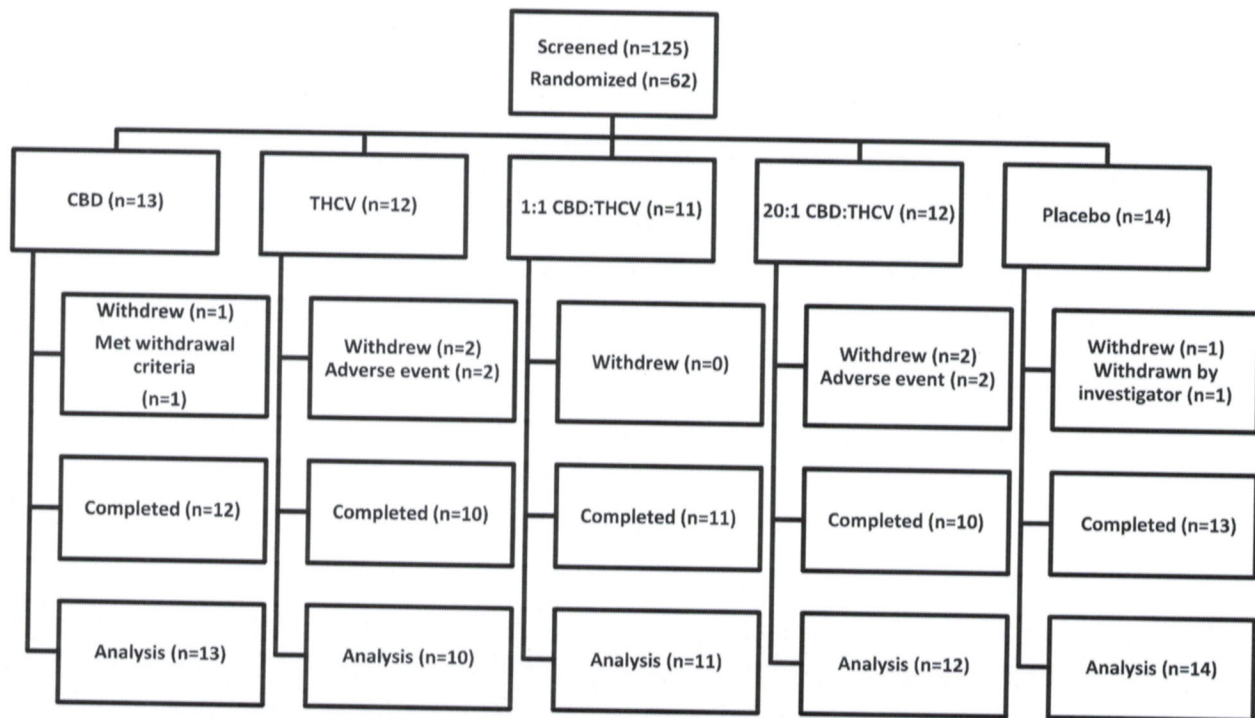 Screened (n=125)
Randomized (n=62)
CBD (n=13)
THCV (n=12)
1:1 CBD:THCV (n=11)
20:1 CBD:THCV (n=12)
Placebo (n=14)
Withdrew (n=1)
Met withdrawal
criteria
(n=1)
Withdrew (n=2)
Adverse event (n=2)
Withdrew (n=0)
Withdrew (n=2)
Adverse event (n=2)
Withdrew (n=1)
Withdrawn by
investigator (n=1)
Completed (n=12)
Completed (n=10)
Completed (n=11)
Completed (n=10)
Completed (n=13)
Analysis (n=13)
Analysis (n=10)
Analysis (n=11)
Analysis (n=12)
Analysis (n=14)